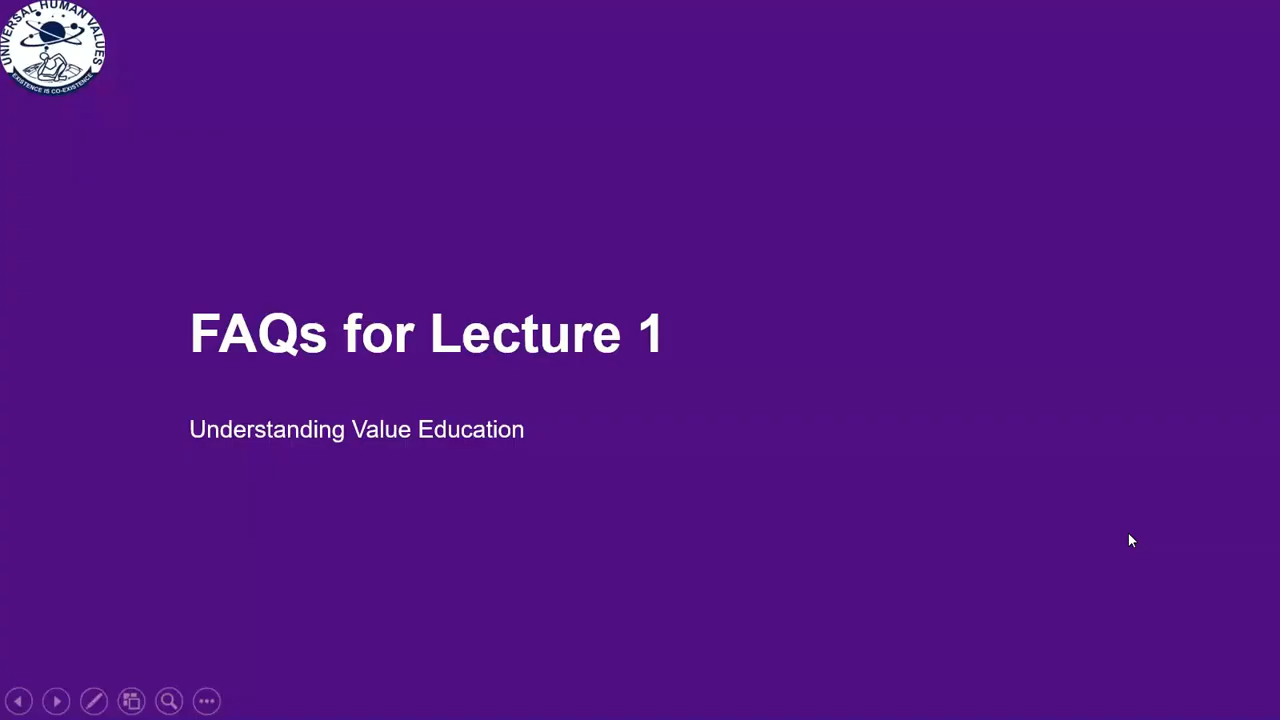 UNIVERSAL HUMAN VALUES
EXISTENCE IS CO-EXISTENCE
FAQs for Lecture 1
Understanding Value Education